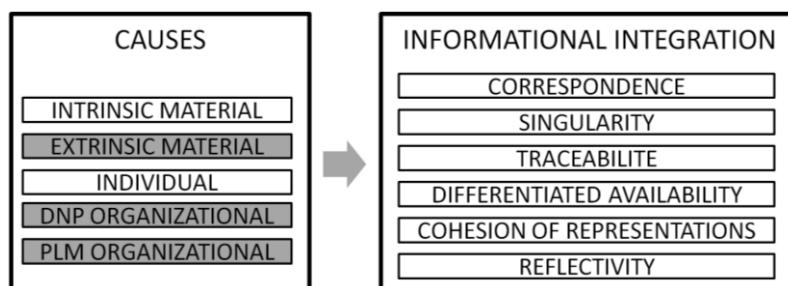 CAUSES
INTRINSIC MATERIAL
EXTRINSIC MATERIAL
INDIVIDUAL
DNP ORGANIZATIONAL
PLM ORGANIZATIONAL
INFORMATIONAL INTEGRATION
CORRESPONDENCE
SINGULARITY
TRACEABILITE
DIFFERENTIATED AVAILABILITY
COHESION OF REPRESENTATIONS
REFLECTIVITY